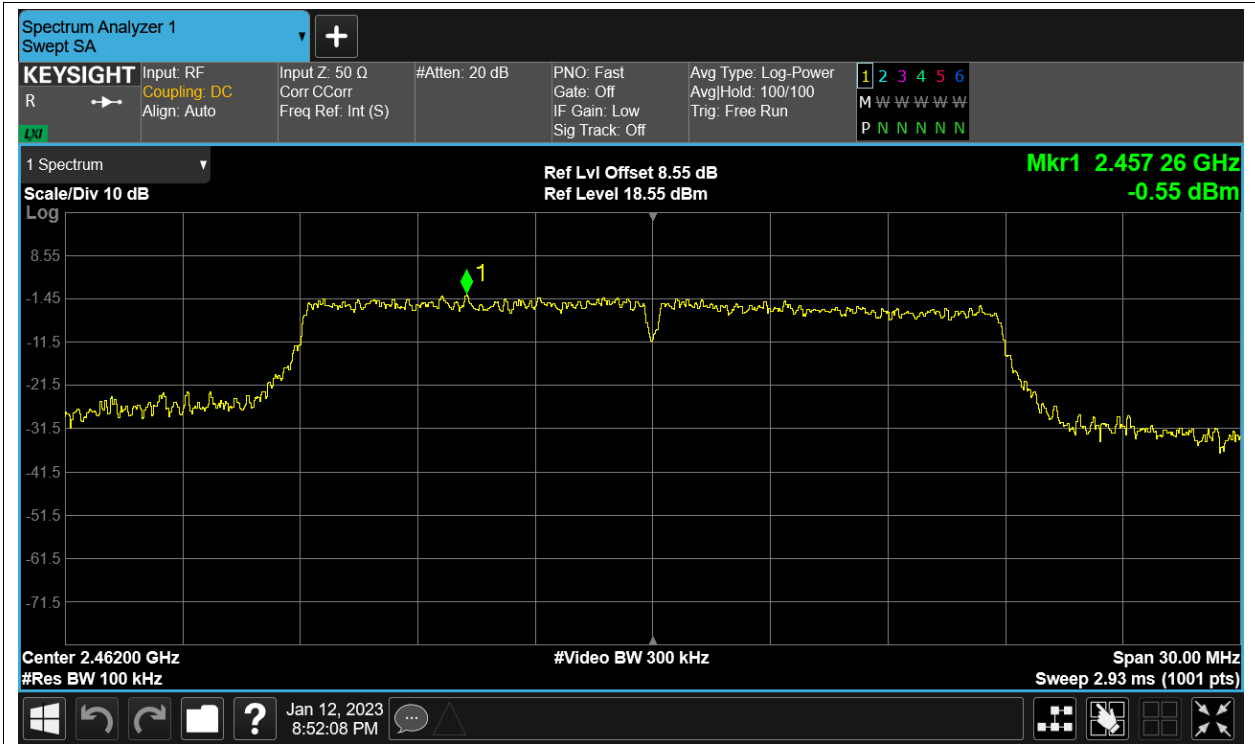 Spectrum Analyzer 1
Swept SA
KEYSIGHT
R
LXI
Input: RF
Coupling: DC
Align: Auto
Input Z: 50 Ω
Corr CCorr
Freq Ref: Int (S)
#Atten: 20 dB
PNO: Fast
Gate: Off
IF Gain: Low
Sig Track: Off
Avg Type: Log-Power
Avg|Hold: 100/100
Trig: Free Run
1 2 3 4 5 6
M W W W W W
P N N N N N
1 Spectrum
Scale/Div 10 dB
Log
Ref Lvl Offset 8.55 dB
Ref Level 18.55 dBm
Mkr1 2.457 26 GHz
-0.55 dBm
8.55
1
-1.45
-11.5
-21.5
-31.5
-41.5
-51.5
-61.5
-71.5
Center 2.46200 GHz
#Video BW 300 kHz
Span 30.00 MHz
#Res BW 100 kHz
Sweep 2.93 ms (1001 pts)
?
Jan 12, 2023
8:52:08 PM